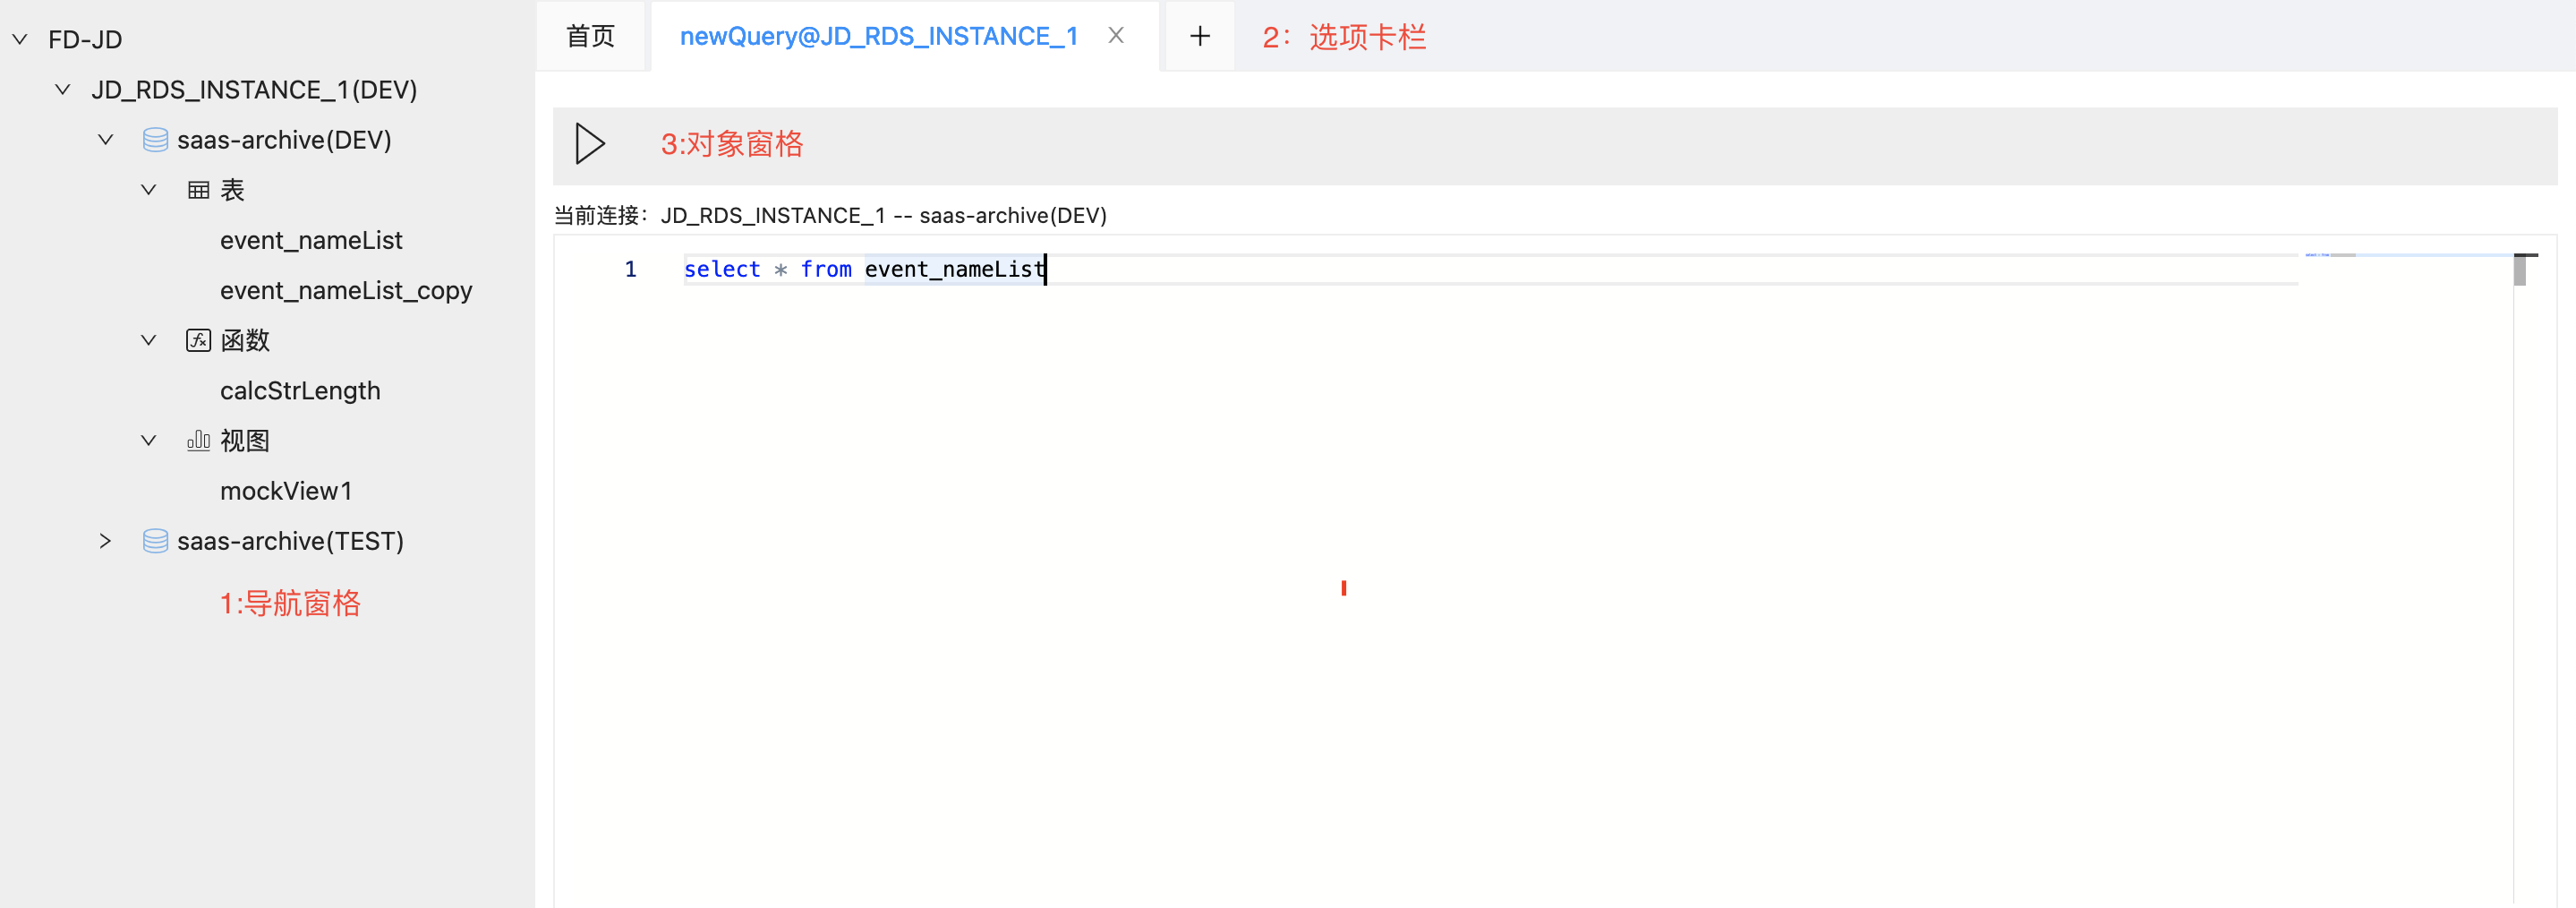 FD-JD
JD_RDS_INSTANCE_1(DEV)
saas-archive(DEV)
表
event_nameList
event_nameList_copy
函数
calcStrLength
视图
mockView1
saas-archive(TEST)
1:导航窗格
首页
newQuery@JD_RDS_INSTANCE_1
2：选项卡栏
3:对象窗格
当前连接：JD_RDS_INSTANCE_1 -- saas-archive(DEV)
1 select * from event_nameList